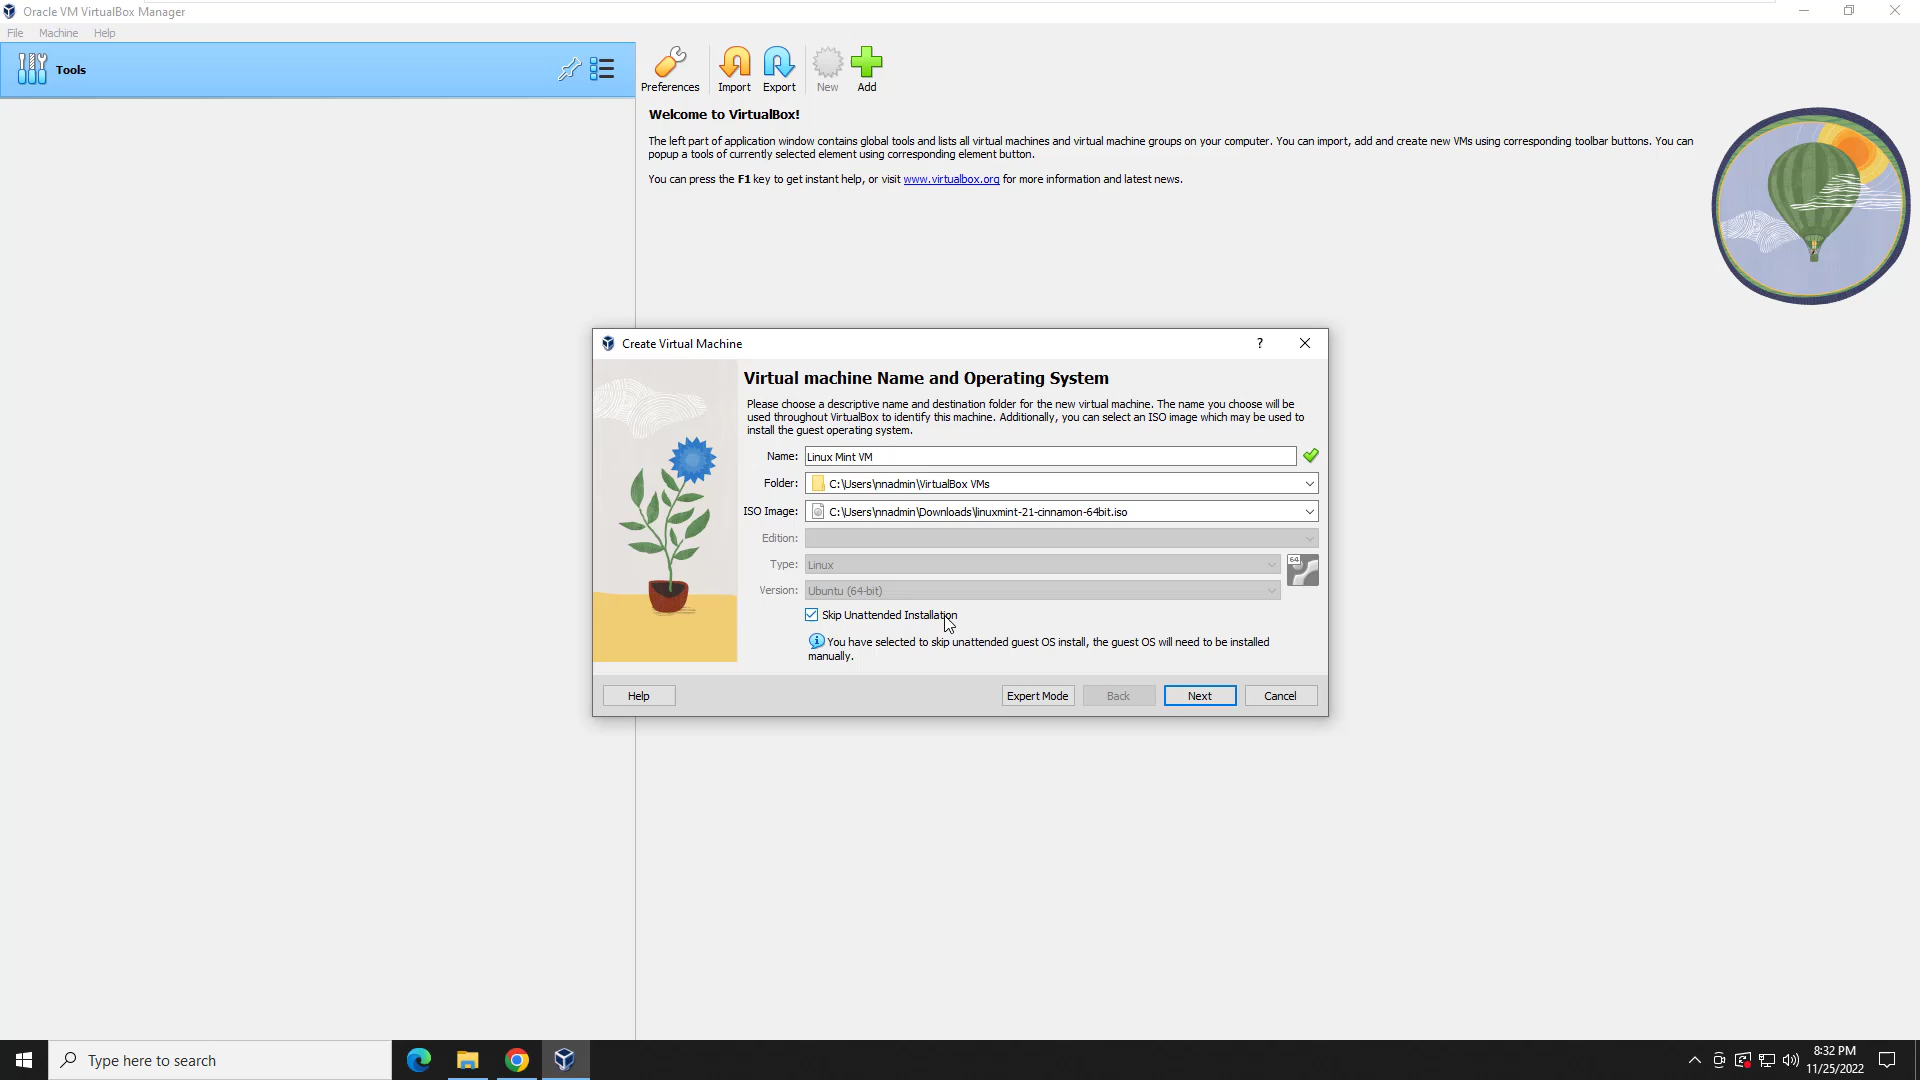 Oracle VM VirtualBox Manager
File Machine Help
Tools
Preferences Import Export New Add
Welcome to VirtualBox!
The left part of application window contains global tools and lists all virtual machines and virtual machine groups on your computer. You can import, add and create new VMs using corresponding toolbar buttons. You can
popup a tools of currently selected element using corresponding element button.
You can press the F1 key to get instant help, or visit www.virtualbox.org for more information and latest news.
Create Virtual Machine ?
Virtual machine Name and Operating System
Please choose a descriptive name and destination folder for the new virtual machine. The name you choose will be
used throughout VirtualBox to identify this machine. Additionally, you can select an ISO image which may be used to
install the guest operating system.
Name: Linux Mint VM
Folder: C:\Users\nnadmin\VirtualBox VMs
ISO Image: C:\Users\nnadmin\Downloads\linuxmint-21-cinnamon-64bit.iso
Edition:
Type: Linux
64
Version: Ubuntu (64-bit)
Skip Unattended Installation
You have selected to skip unattended guest OS install, the guest OS will need to be installed
manually.
Help Expert Mode Back Next Cancel
Type here to search
8:32 PM
11/25/2022